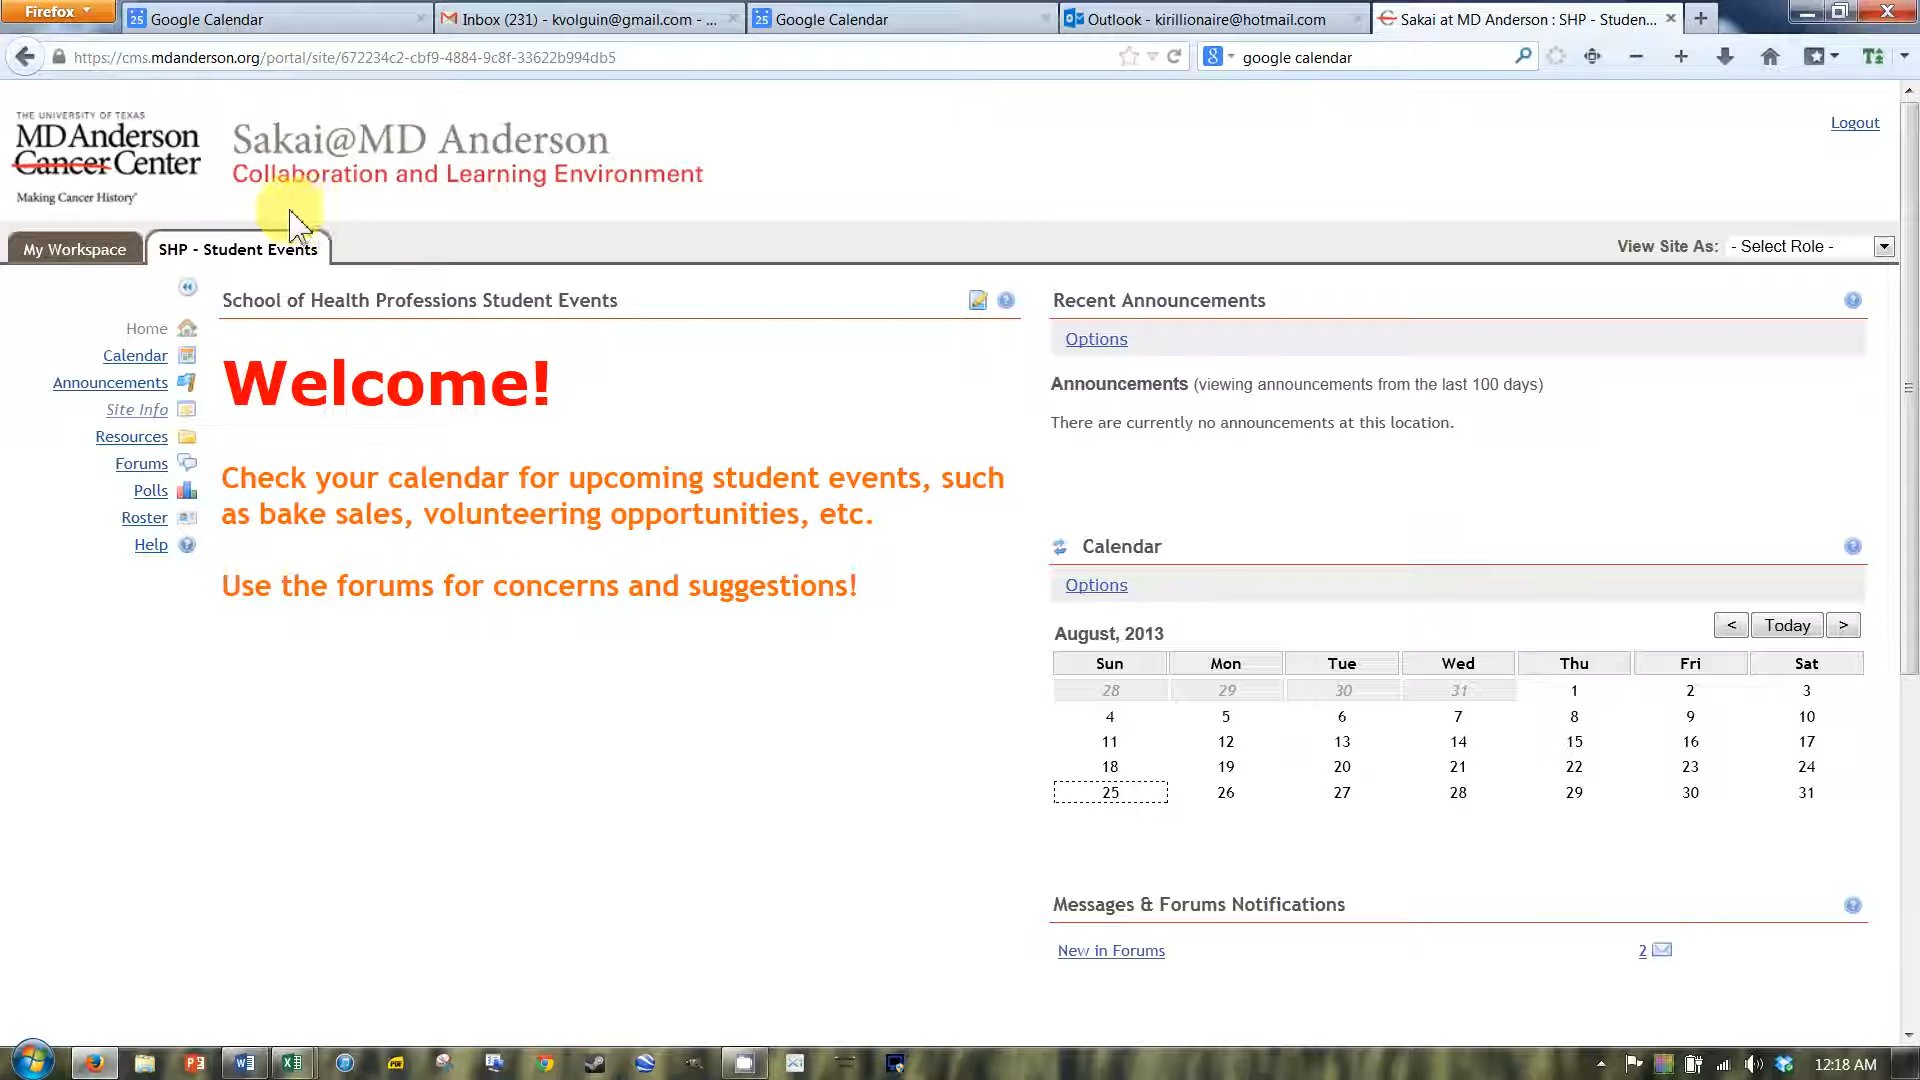 Firefox
25 Google Calendar
Inbox (231) - kvolguin@gmail.com - ...
25 Google Calendar
Outlook - kirillionaire@hotmail.com
Sakai at MD Anderson : SHP - Studen...
https://cms.mdanderson.org/portal/site/672234c2-cbf9-4884-9c8f-33622b994db5
google calendar
THE UNIVERSITY OF TEXAS
MD Anderson
Cancer Center
Making Cancer History®
Sakai@MD Anderson
Collaboration and Learning Environment
Logout
My Workspace
SHP - Student Events
View Site As: - Select Role -
Home
Calendar
Announcements
Site Info
Resources
Forums
Polls
Roster
Help
School of Health Professions Student Events
Welcome!
Check your calendar for upcoming student events, such
as bake sales, volunteering opportunities, etc.
Use the forums for concerns and suggestions!
Recent Announcements
Options
Announcements (viewing announcements from the last 100 days)
There are currently no announcements at this location.
Calendar
Options
August, 2013
< Today >
Sun Mon Tue Wed Thu Fri Sat
28 29 30 31 1 2 3
4 5 6 7 8 9 10
11 12 13 14 15 16 17
18 19 20 21 22 23 24
25 26 27 28 29 30 31
Messages & Forums Notifications
New in Forums 2
12:18 AM